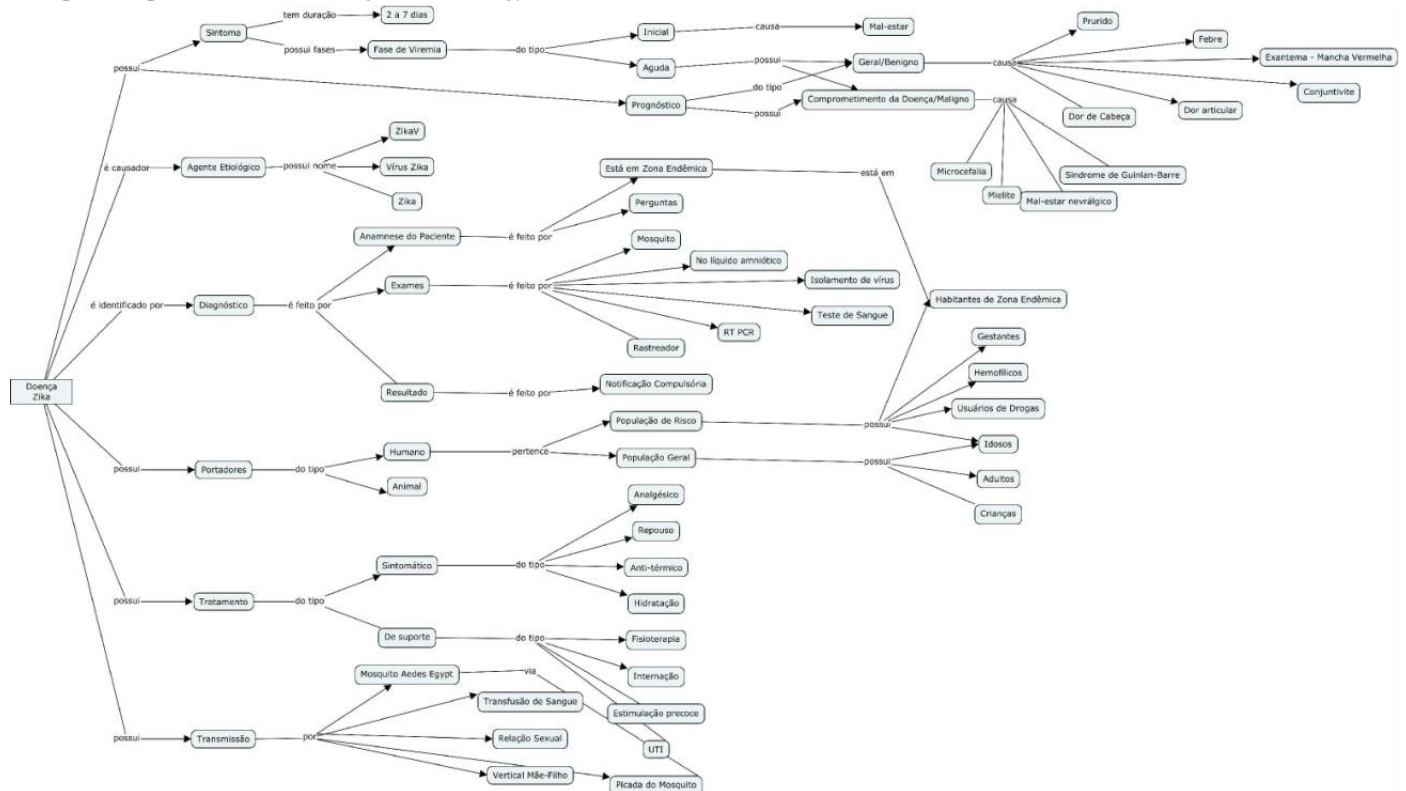 tem duração
2 a 7 dias
Sintoma
possui fases
Fase de Viremia
do tipo
Inicial
causa
Mal-estar
Aguda
possui
Geral/Benigno
causa
Prurido
Febre
Exantema - Mancha Vermelha
Conjuntivite
Dor articular
Dor de Cabeça
possui
Prognóstico
do tipo
possui
Comprometimento da Doença/Maligno
causa
Microcefalia
Mielite
Mal-estar nevrálgico
Sindrome de Guinlan-Barre
é causador
Agente Etiológico
possui nome
ZikaV
Vírus Zika
Zika
é identificado por
Diagnóstico
é feito por
Anamnese do Paciente
é feito por
Está em Zona Endêmica
está em
Perguntas
Exames
é feito por
Mosquito
No líquido amniótico
Isolamento de vírus
Teste de Sangue
RT PCR
Rastreador
Habitantes de Zona Endêmica
Resultado
é feito por
Notificação Compulsória
Doença
Zika
possui
Portadores
do tipo
Humano
pertence
População de Risco
possui
Gestantes
Hemofílicos
Usuários de Drogas
Idosos
População Geral
possui
Adultos
Crianças
Animal
possui
Tratamento
do tipo
Sintomático
do tipo
Analgésico
Repouso
Anti-térmico
Hidratação
De suporte
do tipo
Fisioterapia
Internação
Estimulação precoce
UTI
possui
Transmissão
por
Mosquito Aedes Egypt
via
Transfusão de Sangue
Relação Sexual
Vertical Mãe-Filho
Picada do Mosquito